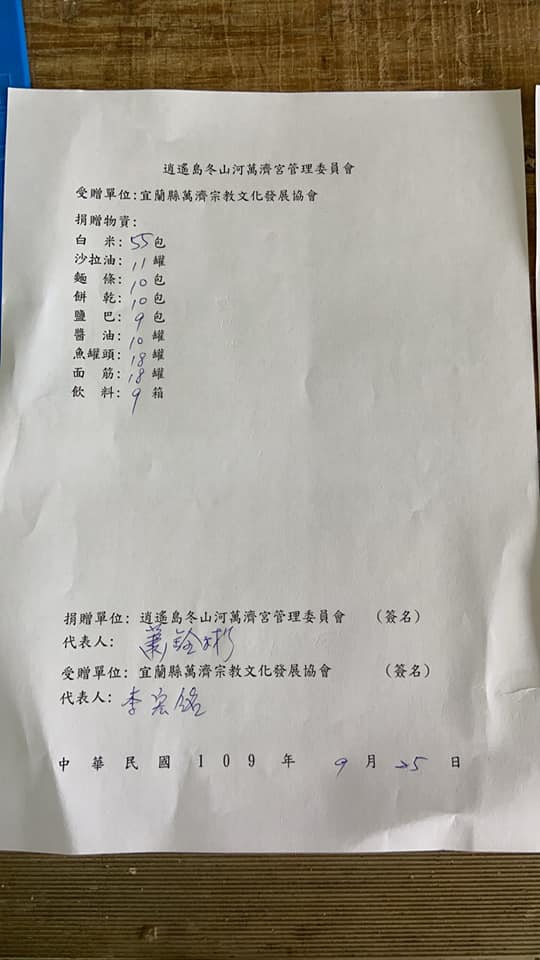 逍遙島冬山河萬濟宮管理委員會
受贈單位:宜蘭縣萬濟宗教文化發展協會
捐贈物資:
白 米:55包
沙拉油:11罐
麵 條:10包
餅 乾:10包
鹽 巴:9包
醬 油:10罐
魚罐頭:18罐
面 筋:18罐
飲 料:9箱
捐贈單位:逍遙島冬山河萬濟宮管理委員會 (簽名)
代表人:
受贈單位:宜蘭縣萬濟宗教文化發展協會 (簽名)
代表人:李宏銘
中華民國109年9月25日